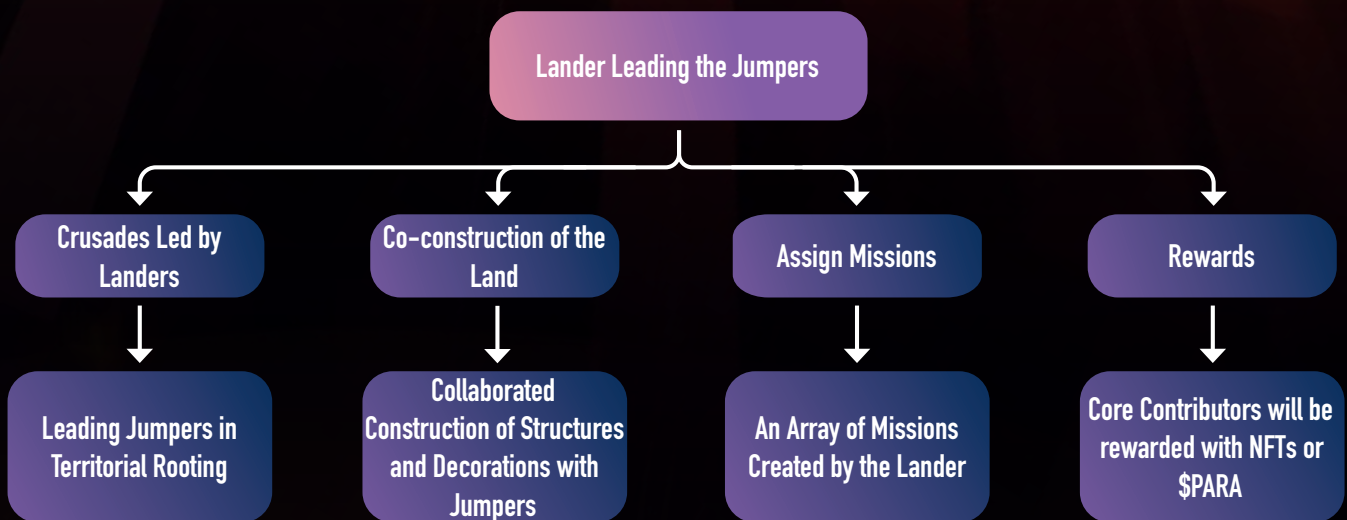 Lander Leading the Jumpers
Crusades Led by
Landers
Co-construction of the
Land
Assign Missions
Rewards
Leading Jumpers in
Territorial Rooting
Collaborated
Construction of Structures
and Decorations with
Jumpers
An Array of Missions
Created by the Lander
Core Contributors will be
rewarded with NFTs or
$PARA